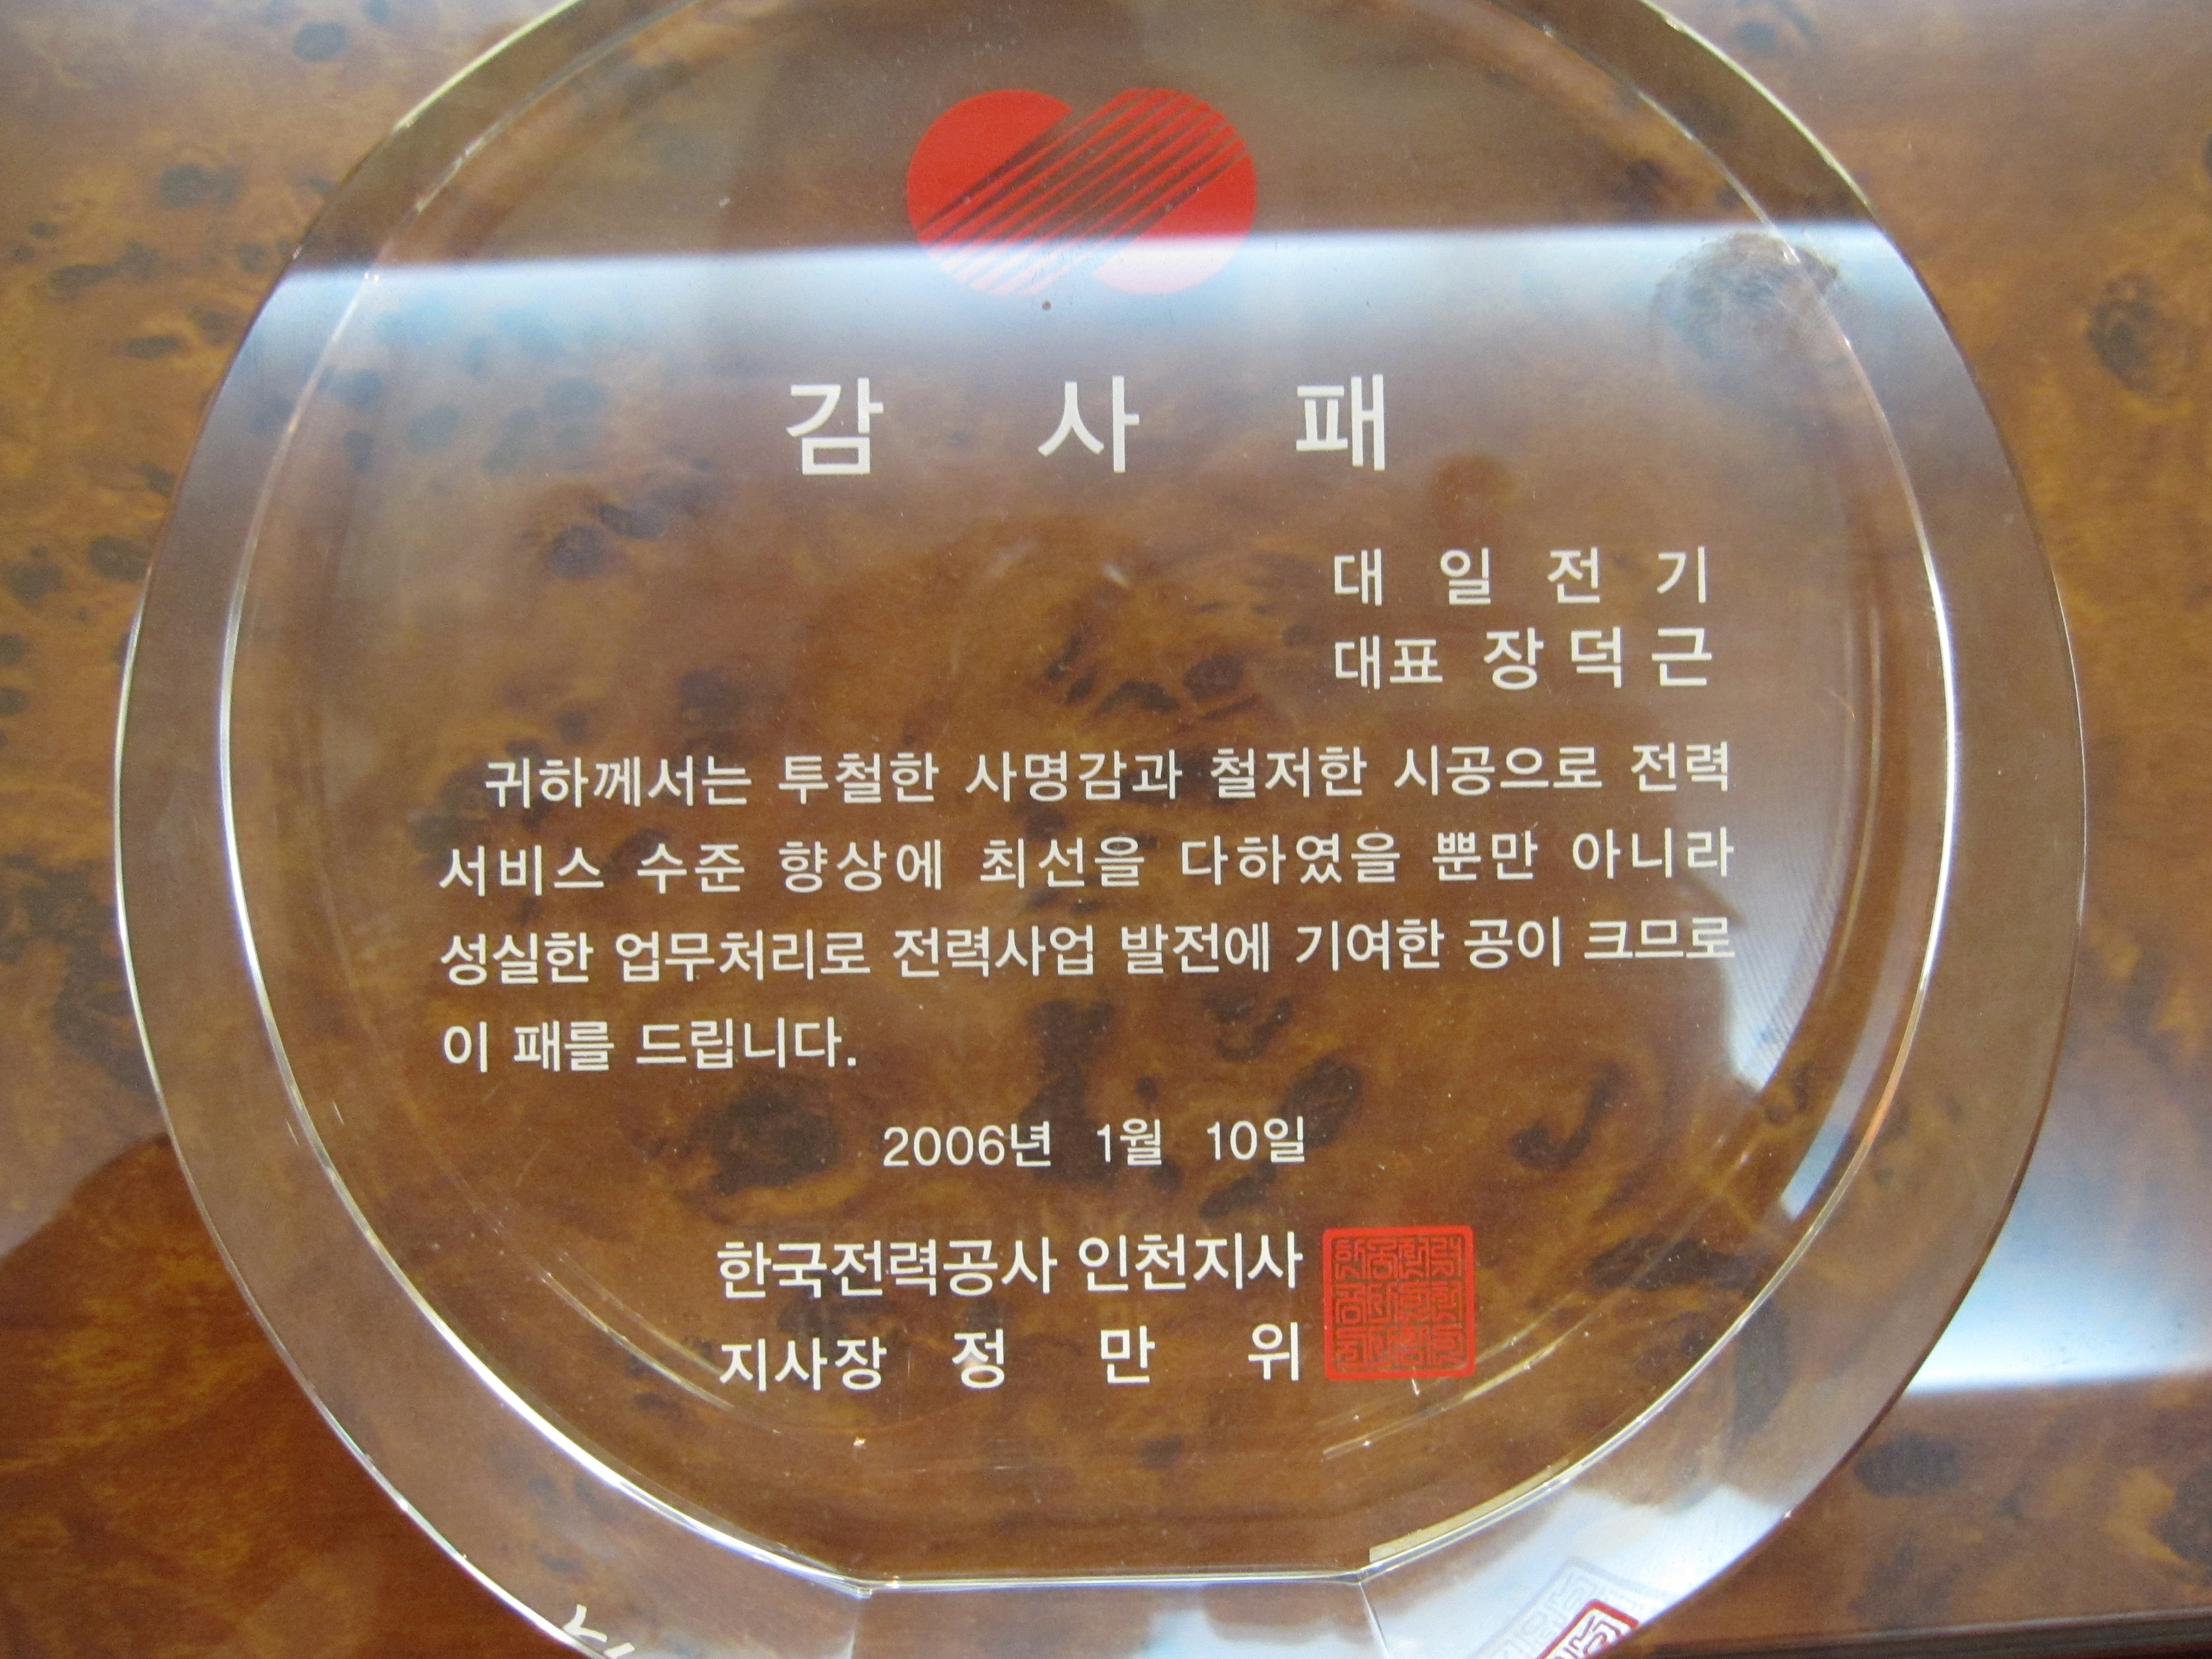 감 사 패
대 일 전 기
대표 장 덕 근
귀하께서는 투철한 사명감과 철저한 시공으로 전력
서비스 수준 향상에 최선을 다하였을 뿐만 아니라
성실한 업무처리로 전력사업 발전에 기여한 공이 크므로
이 패를 드립니다.
2006년 1월 10일
한국전력공사 인천지사
지사장 정 만 위